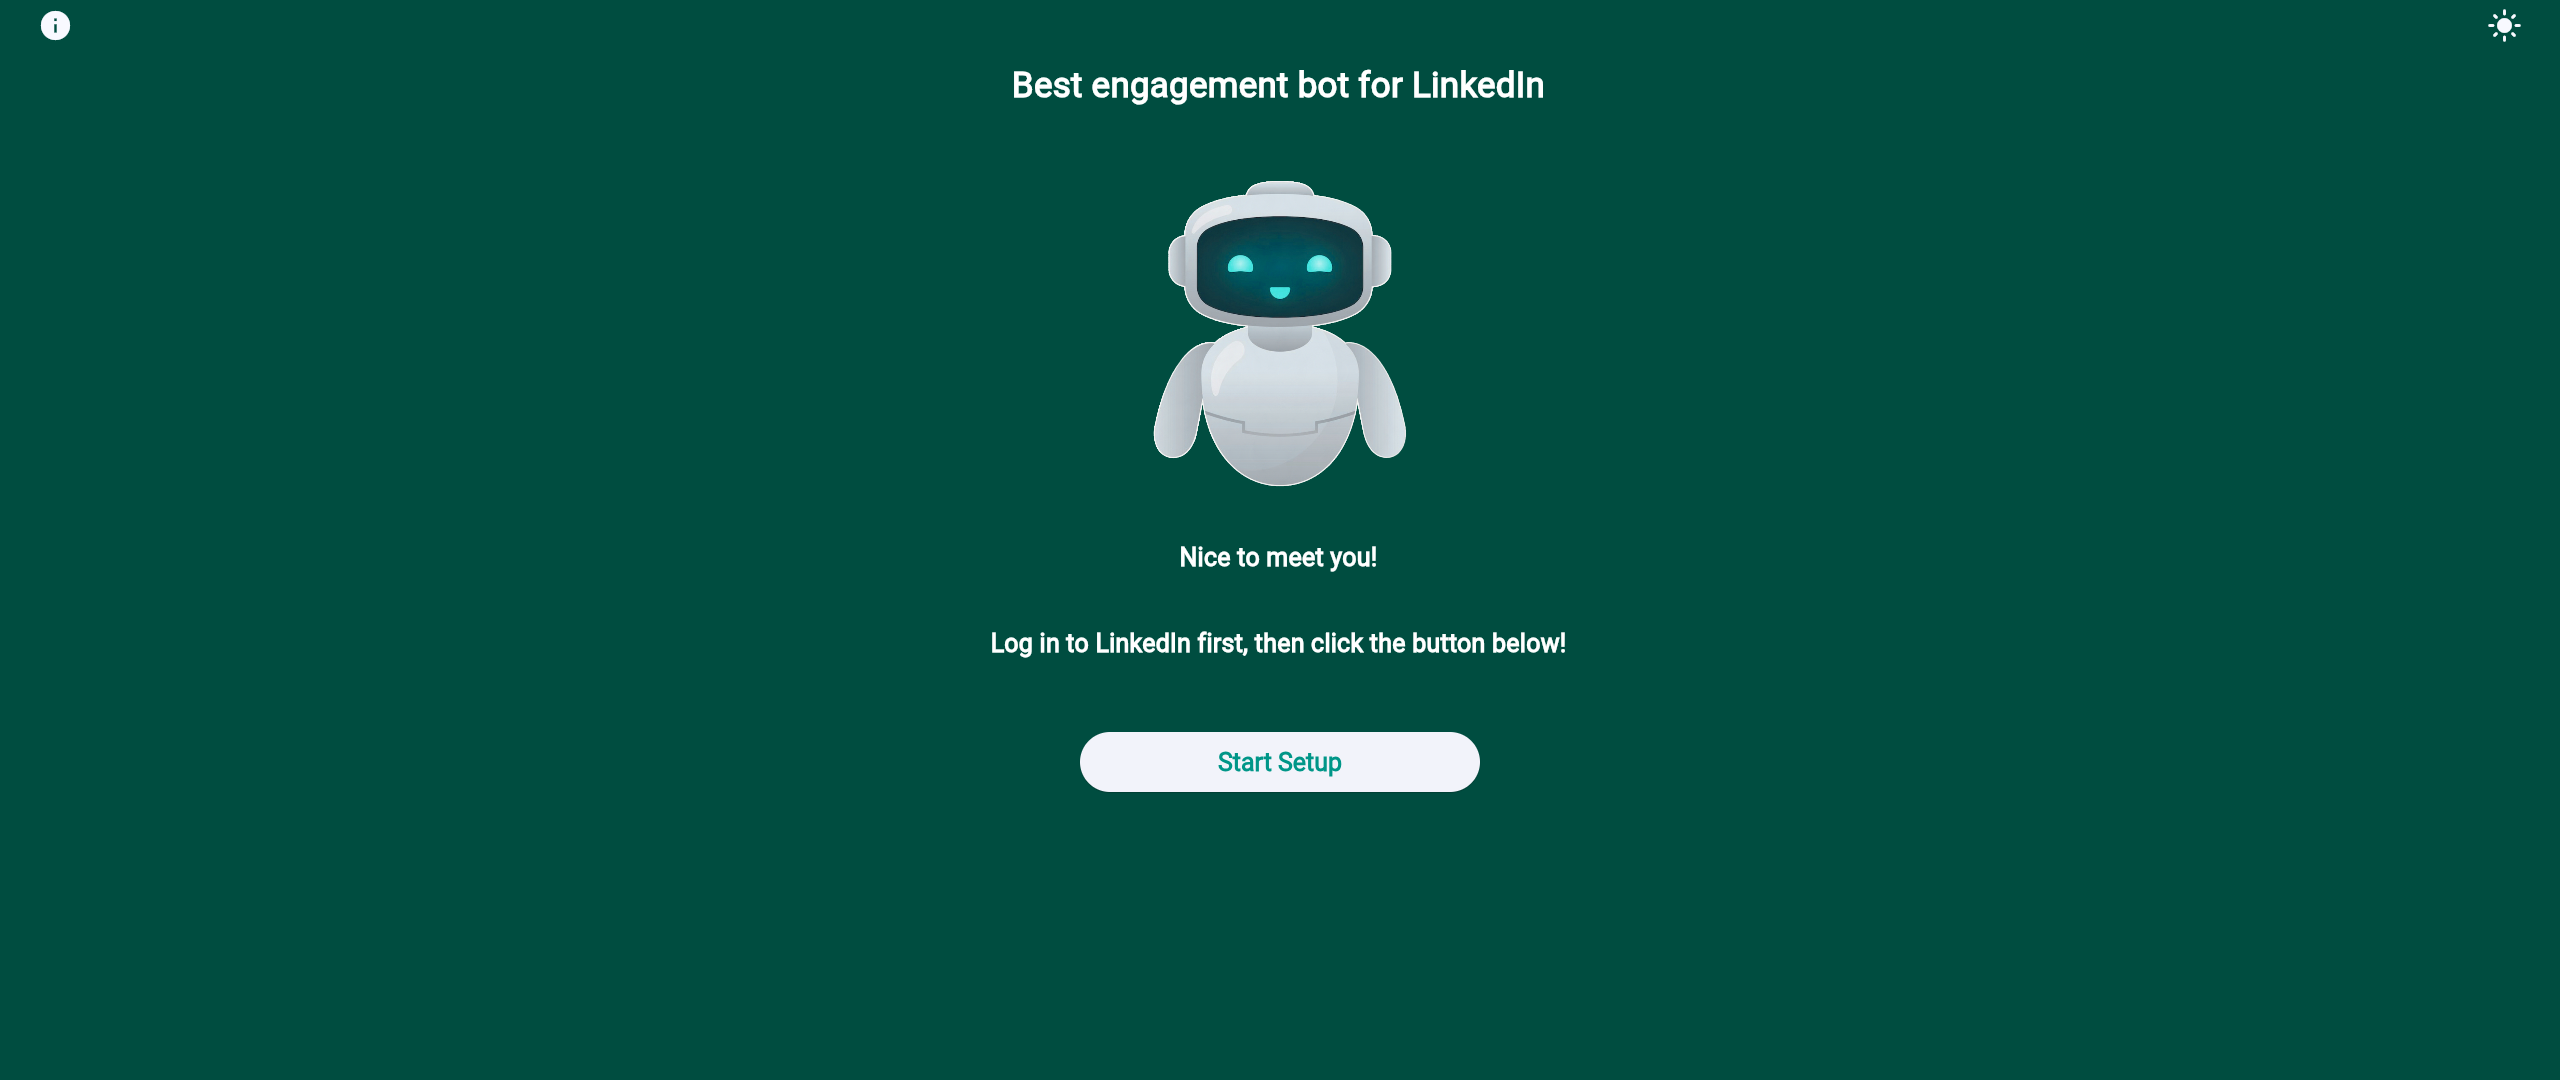 Best engagement bot for LinkedIn
Nice to meet you!
Log in to LinkedIn first, then click the button below!
Start Setup